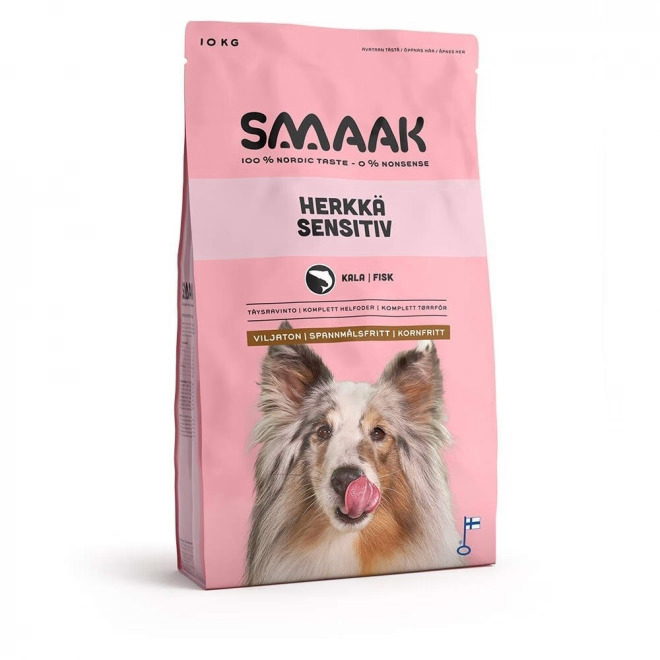 10 KG
AVATAAN TÄSTÄ / ÖPPNAS HÄR / ÅPNES HER
SMAAK
100 % NORDIC TASTE - 0 % NONSENSE
HERKKÄ
SENSITIV
KALA | FISK
TÄYSRAVINTO | KOMPLETT HELFODER | KOMPLETT TØRRFÔR
VILJATON | SPANNMÅLSFRITT | KORNFRITT